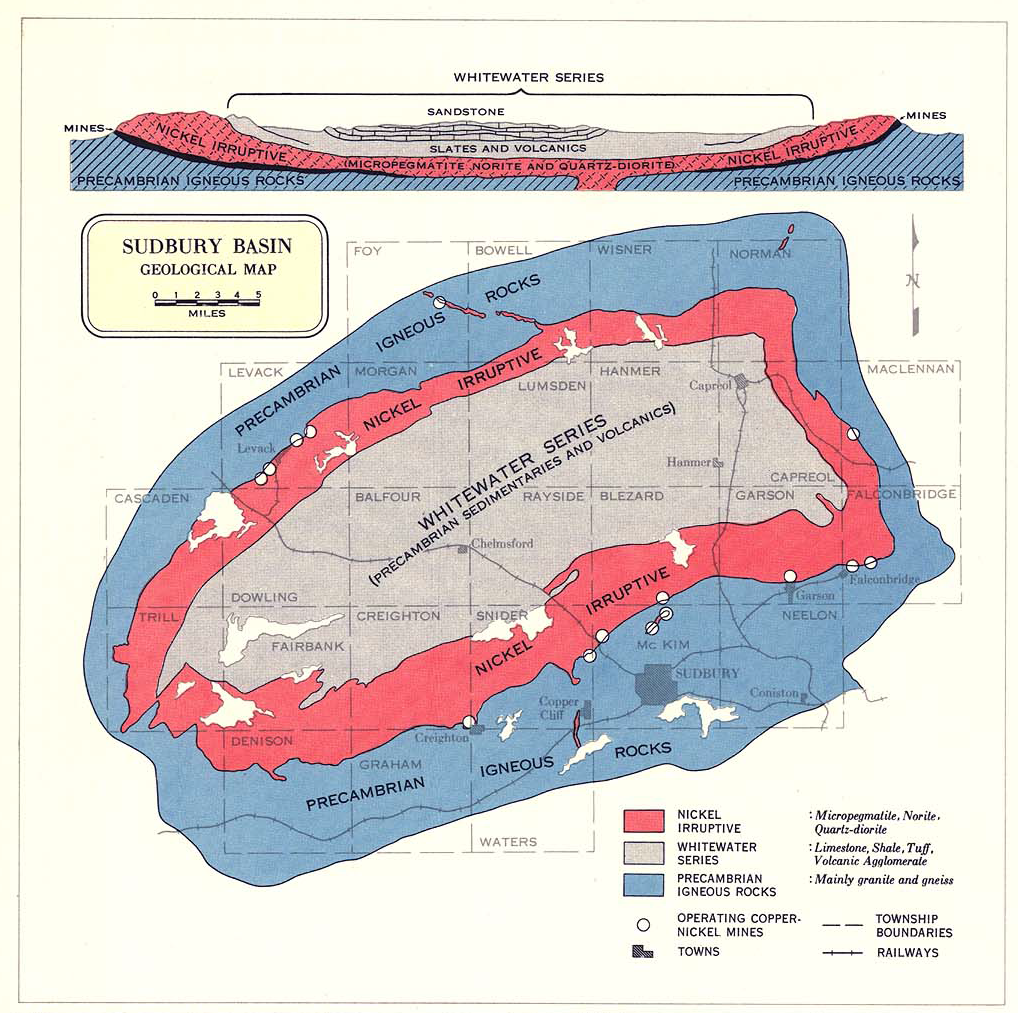 WHITEWATER SERIES
SANDSTONE
MINES
MINES
NICKEL IRRUPTIVE
SLATES AND VOLCANICS
NICKEL IRRUPTIVE
(MICROPEGMATITE NORITE AND QUARTZ-DIORITE)
PRECAMBRIAN IGNEOUS ROCKS
PRECAMBRIAN IGNEOUS ROCKS
SUDBURY BASIN
GEOLOGICAL MAP
0 1 2 3 4 5
MILES
N
FOY
BOWELL
WISNER
NORMAN
PRECAMBRIAN IGNEOUS ROCKS
LEVACK
MORGAN
LUMSDEN
HANMER
MACLENNAN
NICKEL IRRUPTIVE
Capreol
Levack
WHITEWATER SERIES
(PRECAMBRIAN SEDIMENTARIES AND VOLCANICS)
Hanmer
CAPREOL
CASCADEN
BALFOUR
RAYSIDE
BLEZARD
GARSON
FALCONBRIDGE
Chelmsford
Falconbridge
Garson
DOWLING
TRILL
CREIGHTON
SNIDER
NICKEL IRRUPTIVE
NEELON
FAIRBANK
Mc KIM
SUDBURY
Coniston
Copper
Cliff
Creighton
DENISON
GRAHAM
PRECAMBRIAN IGNEOUS ROCKS
WATERS
NICKEL
IRRUPTIVE
: Micropegmatite, Norite,
Quartz-diorite
WHITEWATER
SERIES
: Limestone, Shale, Tuff,
Volcanic Agglomerate
PRECAMBRIAN
IGNEOUS ROCKS
: Mainly granite and gneiss
OPERATING COPPER-
NICKEL MINES
TOWNSHIP
BOUNDARIES
TOWNS
RAILWAYS